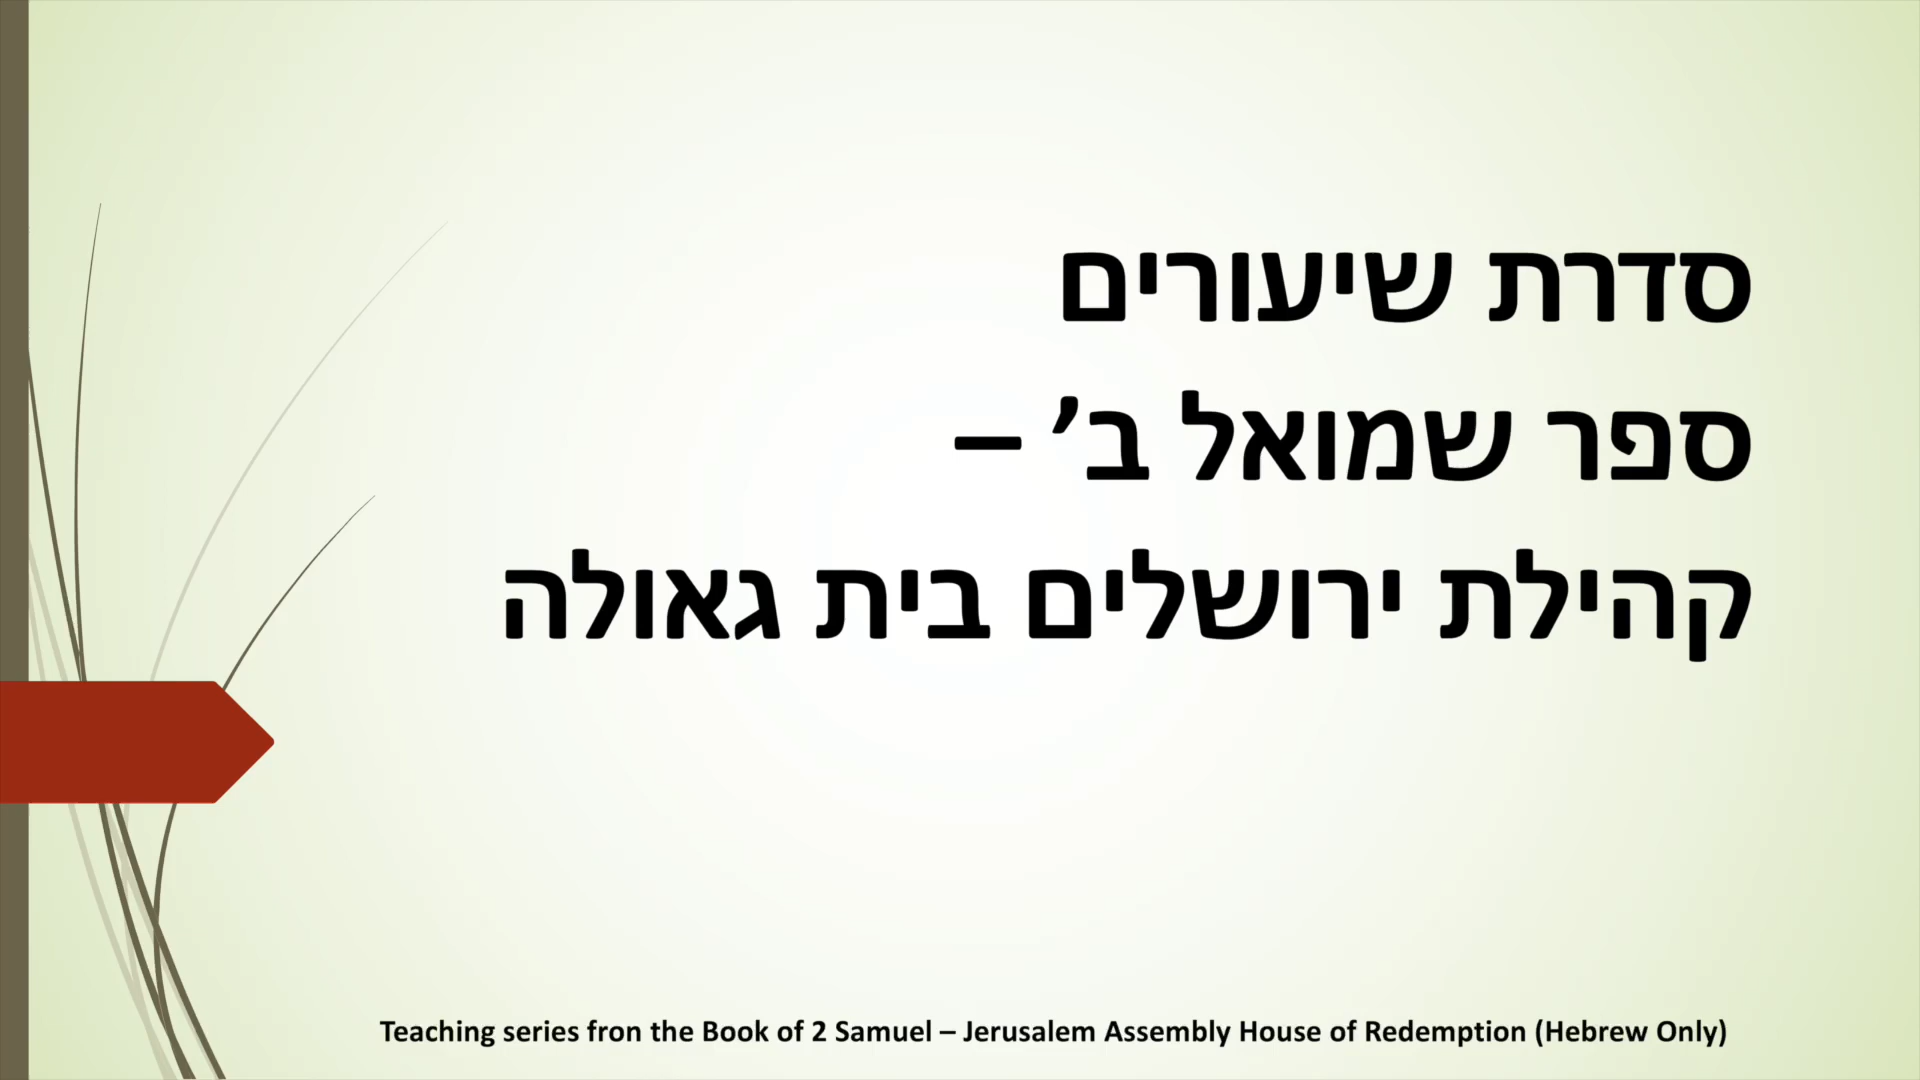 סדרת שיעורים
ספר שמואל ב’ –
קהילת ירושלים בית גאולה
Teaching series fron the Book of 2 Samuel – Jerusalem Assembly House of Redemption (Hebrew Only)